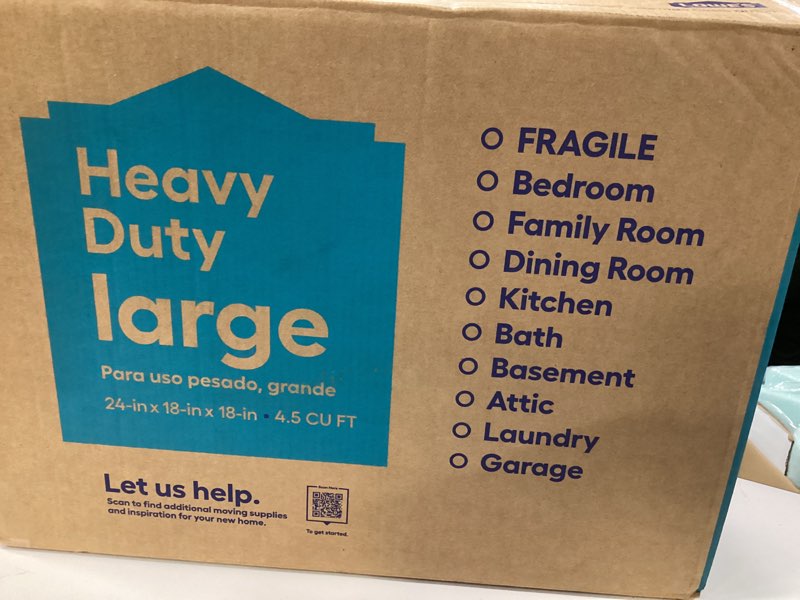 LOWE'S
Heavy
Duty
large
Para uso pesado, grande
24-in x 18-in x 18-in • 4.5 CU FT
FRAGILE
Bedroom
Family Room
Dining Room
Kitchen
Bath
Basement
Attic
Laundry
Garage
Let us help.
Scan to find additional moving supplies
and inspiration for your new home.
To get started.